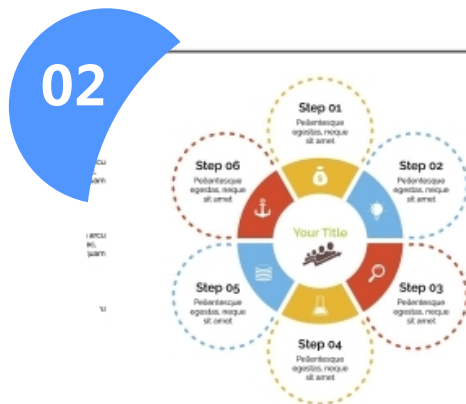 02
Step 01
Pellentesque
egestas, neque
sit amet
Step 06
Pellentesque
egestas, neque
sit amet
Step 02
Pellentesque
egestas, neque
sit amet
Your Title
Step 05
Pellentesque
egestas, neque
sit amet
Step 03
Pellentesque
egestas, neque
sit amet
Step 04
Pellentesque
egestas, neque
sit amet